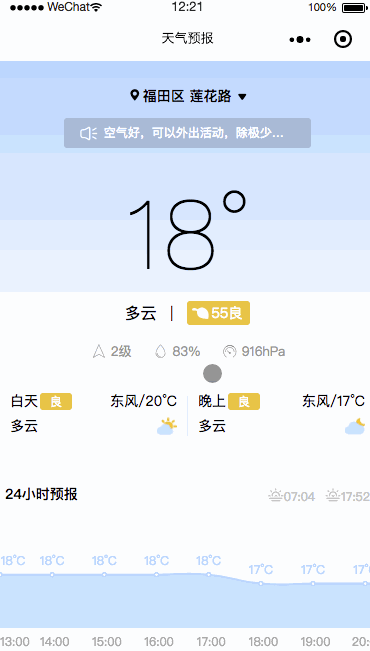 WeChat 12:21 100%
天气预报
福田区 莲花路
空气好，可以外出活动，除极少...
18°
多云 | 55良
2级 83% 916hPa
白天 良 东风/20°C 晚上 良 东风/17°C
多云 多云
24小时预报 07:04 17:52
18°C 18°C 18°C 18°C 18°C 17°C 17°C 17°
13:00 14:00 15:00 16:00 17:00 18:00 19:00 20: